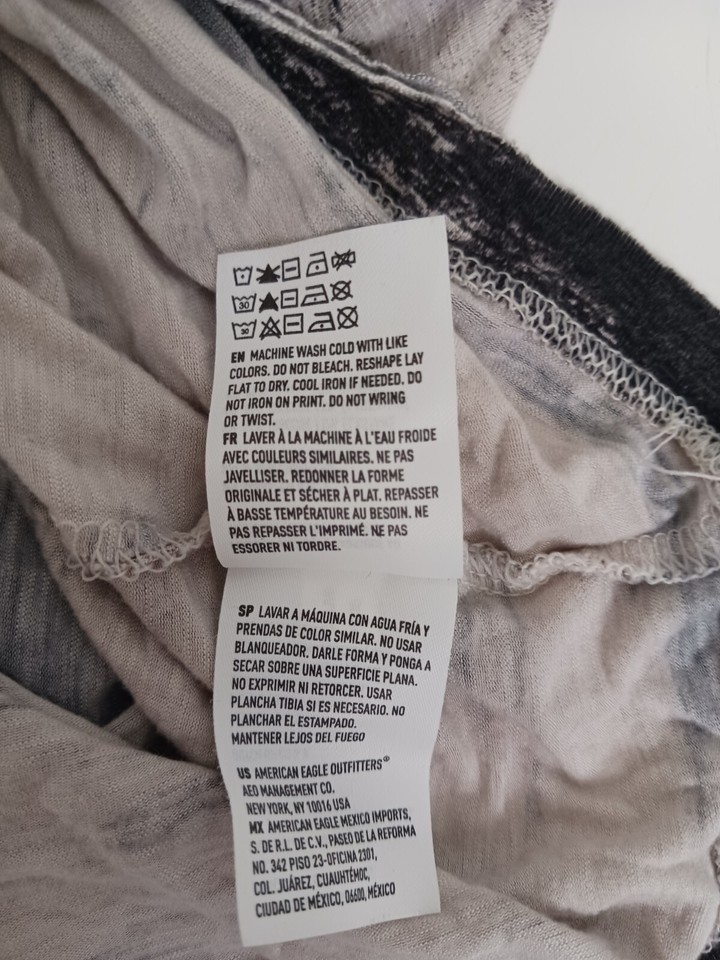 30
30
EN MACHINE WASH COLD WITH LIKE
COLORS. DO NOT BLEACH. RESHAPE LAY
FLAT TO DRY. COOL IRON IF NEEDED. DO
NOT IRON ON PRINT. DO NOT WRING
OR TWIST.
FR LAVER À LA MACHINE À L'EAU FROIDE
AVEC COULEURS SIMILAIRES. NE PAS
JAVELLISER. REDONNER LA FORME
ORIGINALE ET SÉCHER À PLAT. REPASSER
À BASSE TEMPÉRATURE AU BESOIN. NE
PAS REPASSER L'IMPRIMÉ. NE PAS
ESSORER NI TORDRE.
SP LAVAR A MÁQUINA CON AGUA FRÍA Y
PRENDAS DE COLOR SIMILAR. NO USAR
BLANQUEADOR. DARLE FORMA Y PONGA A
SECAR SOBRE UNA SUPERFICIE PLANA.
NO EXPRIMIR NI RETORCER. USAR
PLANCHA TIBIA SI ES NECESARIO. NO
PLANCHAR EL ESTAMPADO.
MANTENER LEJOS DEL FUEGO
US AMERICAN EAGLE OUTFITTERS®
AEO MANAGEMENT CO.
NEW YORK, NY 10016 USA
MX AMERICAN EAGLE MEXICO IMPORTS,
S. DE R.L. DE C.V., PASEO DE LA REFORMA
NO. 342 PISO 23-OFICINA 2301,
COL. JUÁREZ, CUAUHTÉMOC,
CIUDAD DE MÉXICO, 06600, MÉXICO